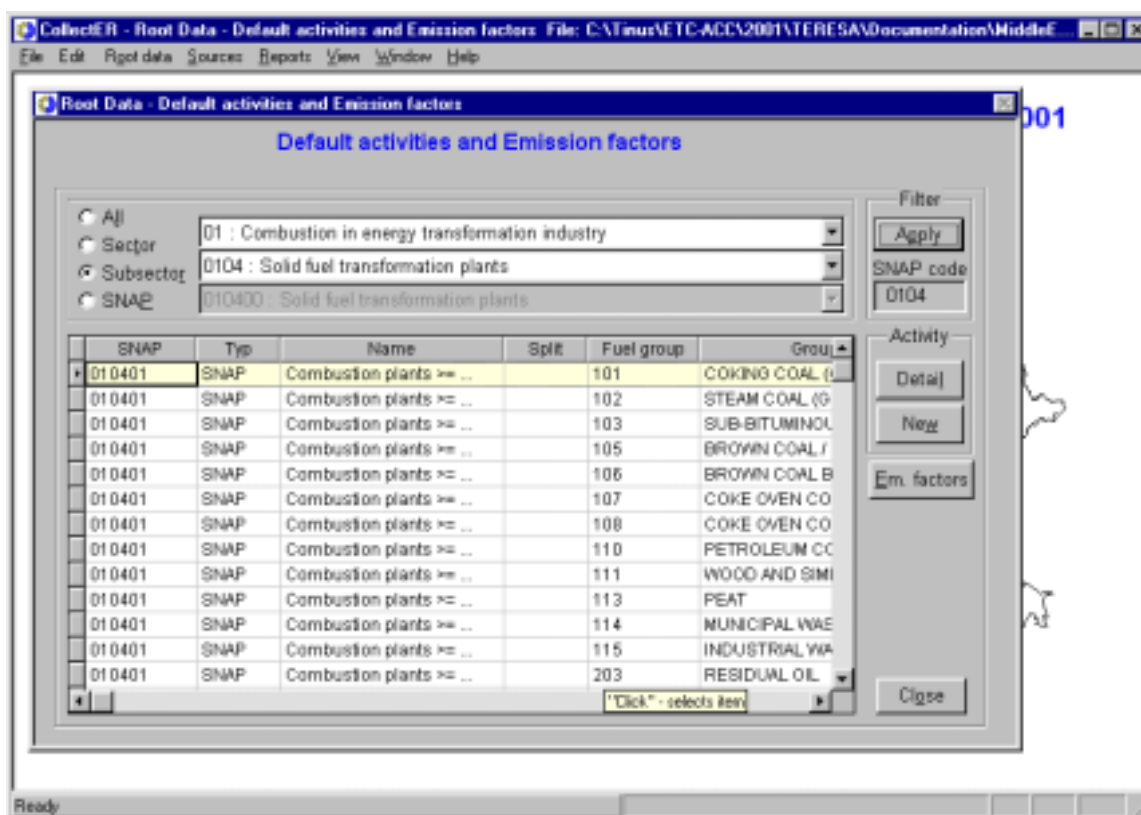 CollectER - Root Data - Default activities and Emission factors File: C:\Tinus\ETC-ACC\2001\TERESA\Documentation\MiddleE...
File Edit Root data Sources Reports View Window Help
Root Data - Default activities and Emission factors
001
Default activities and Emission factors
All
Sector
Subsector
SNAP
01 : Combustion in energy transformation industry
0104 : Solid fuel transformation plants
010400 : Solid fuel transformation plants
Filter
Apply
SNAP code
0104
SNAP Typ Name Split Fuel group Grou
010401 SNAP Combustion plants >= ... 101 COKING COAL (
010401 SNAP Combustion plants >= ... 102 STEAM COAL (G
010401 SNAP Combustion plants >= ... 103 SUB-BITUMINOU
010401 SNAP Combustion plants >= ... 105 BROWN COAL /
010401 SNAP Combustion plants >= ... 106 BROWN COAL B
010401 SNAP Combustion plants >= ... 107 COKE OVEN CO
010401 SNAP Combustion plants >= ... 108 COKE OVEN CO
010401 SNAP Combustion plants >= ... 110 PETROLEUM CO
010401 SNAP Combustion plants >= ... 111 WOOD AND SIMI
010401 SNAP Combustion plants >= ... 113 PEAT
010401 SNAP Combustion plants >= ... 114 MUNICIPAL WAS
010401 SNAP Combustion plants >= ... 115 INDUSTRIAL WA
010401 SNAP Combustion plants >= ... 203 RESIDUAL OIL
"Click" - selects item
Activity
Detail
New
Em. factors
Close
Ready